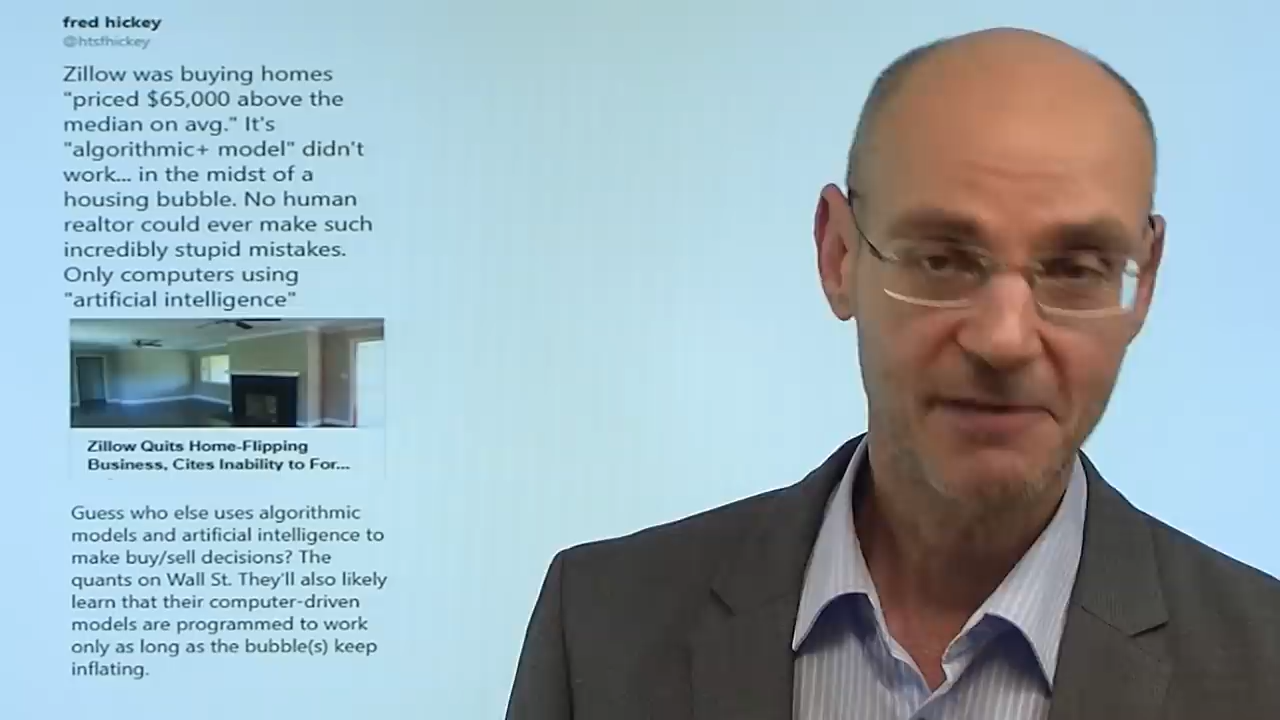 fred hickey
@htsfhickey
Zillow was buying homes
"priced $65,000 above the
median on avg." It's
"algorithmic+ model" didn't
work... in the midst of a
housing bubble. No human
realtor could ever make such
incredibly stupid mistakes.
Only computers using
"artificial intelligence"
Zillow Quits Home-Flipping
Business, Cites Inability to For...
Guess who else uses algorithmic
models and artificial intelligence to
make buy/sell decisions? The
quants on Wall St. They'll also likely
learn that their computer-driven
models are programmed to work
only as long as the bubble(s) keep
inflating.